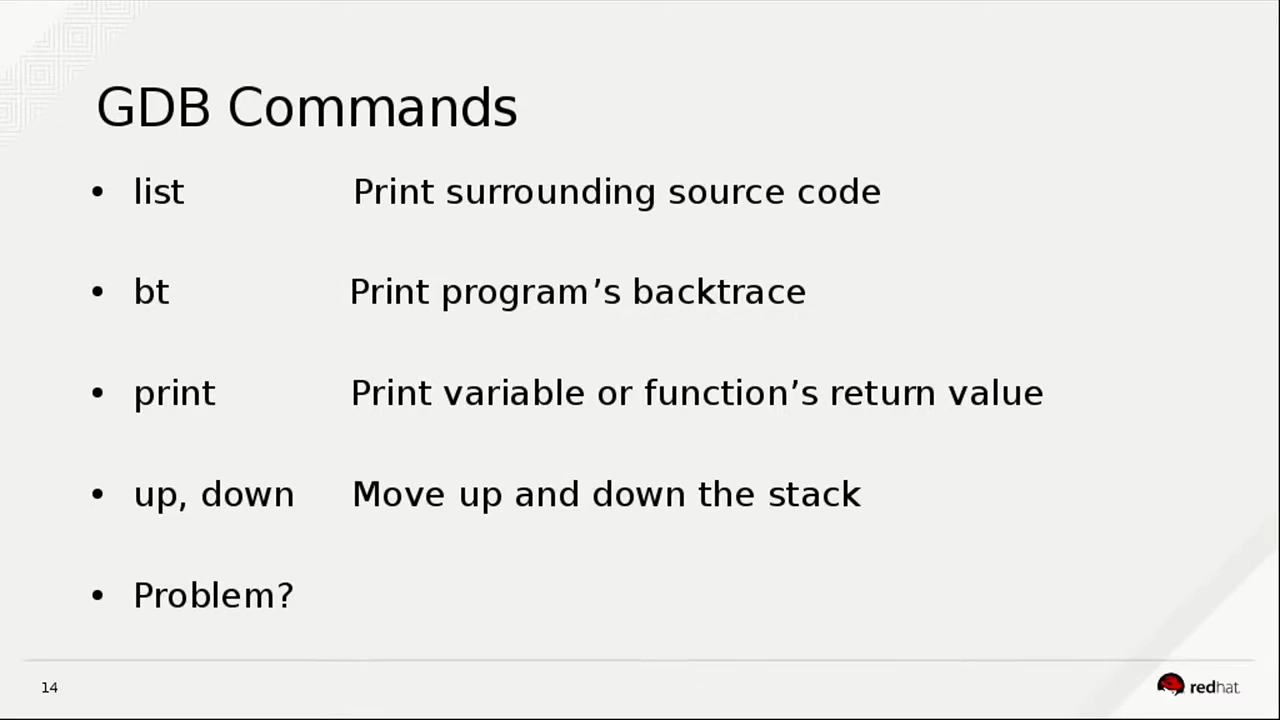 GDB Commands
• list Print surrounding source code
• bt Print program’s backtrace
• print Print variable or function’s return value
• up, down Move up and down the stack
• Problem?
14
redhat.